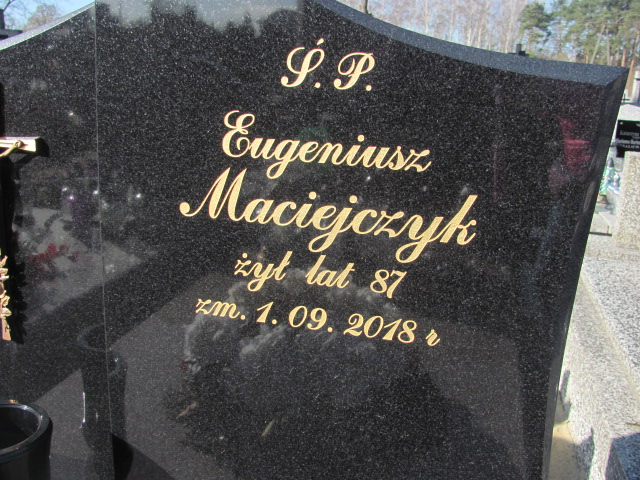 Ś. P.
Eugeniusz
Maciejczyk
żył lat 87
zm. 1. 09. 2018 r